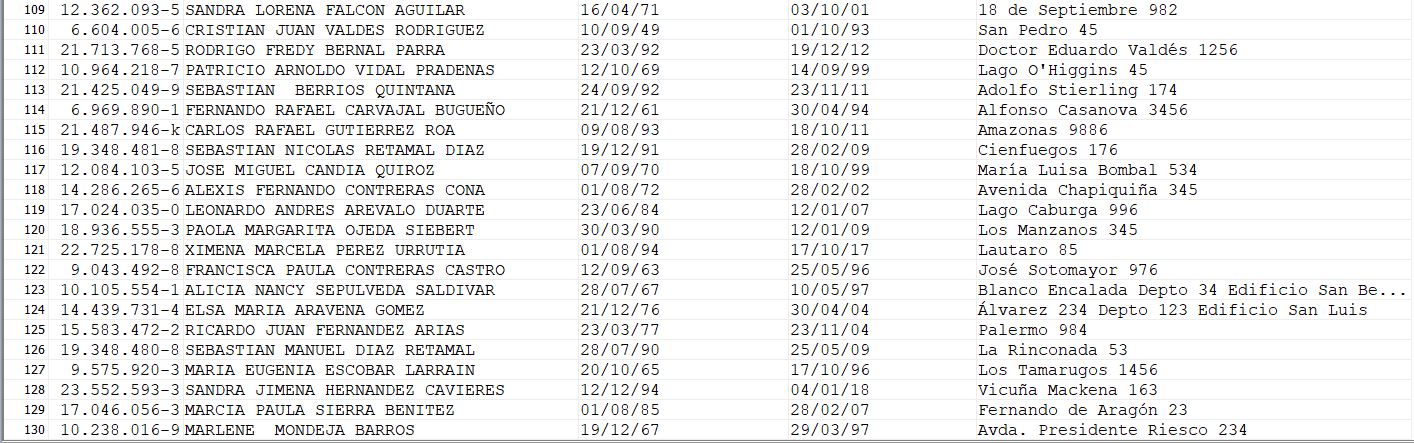 109 12.362.093-5 SANDRA LORENA FALCON AGUILAR 16/04/71 03/10/01 18 de Septiembre 982
110 6.604.005-6 CRISTIAN JUAN VALDES RODRIGUEZ 10/09/49 01/10/93 San Pedro 45
111 21.713.768-5 RODRIGO FREDY BERNAL PARRA 23/03/92 19/12/12 Doctor Eduardo Valdés 1256
112 10.964.218-7 PATRICIO ARNOLDO VIDAL PRADENAS 12/10/69 14/09/99 Lago O'Higgins 45
113 21.425.049-9 SEBASTIAN  BERRIOS QUINTANA 24/09/92 23/11/11 Adolfo Stierling 174
114 6.969.890-1 FERNANDO RAFAEL CARVAJAL BUGUEÑO 21/12/61 30/04/94 Alfonso Casanova 3456
115 21.487.946-k CARLOS RAFAEL GUTIERREZ ROA 09/08/93 18/10/11 Amazonas 9886
116 19.348.481-8 SEBASTIAN NICOLAS RETAMAL DIAZ 19/12/91 28/02/09 Cienfuegos 176
117 12.084.103-5 JOSE MIGUEL CANDIA QUIROZ 07/09/70 18/10/99 María Luisa Bombal 534
118 14.286.265-6 ALEXIS FERNANDO CONTRERAS CONA 01/08/72 28/02/02 Avenida Chapiquiña 345
119 17.024.035-0 LEONARDO ANDRES AREVALO DUARTE 23/06/84 12/01/07 Lago Caburga 996
120 18.936.555-3 PAOLA MARGARITA OJEDA SIEBERT 30/03/90 12/01/09 Los Manzanos 345
121 22.725.178-8 XIMENA MARCELA PEREZ URRUTIA 01/08/94 17/10/17 Lautaro 85
122 9.043.492-8 FRANCISCA PAULA CONTRERAS CASTRO 12/09/63 25/05/96 José Sotomayor 976
123 10.105.554-1 ALICIA NANCY SEPULVEDA SALDIVAR 28/07/67 10/05/97 Blanco Encalada Depto 34 Edificio San Be...
124 14.439.731-4 ELSA MARIA ARAVENA GOMEZ 21/12/76 30/04/04 Álvarez 234 Depto 123 Edificio San Luis
125 15.583.472-2 RICARDO JUAN FERNANDEZ ARIAS 23/03/77 23/11/04 Palermo 984
126 19.348.480-8 SEBASTIAN MANUEL DIAZ RETAMAL 28/07/90 25/05/09 La Rinconada 53
127 9.575.920-3 MARIA EUGENIA ESCOBAR LARRAIN 20/10/65 17/10/96 Los Tamarugos 1456
128 23.552.593-3 SANDRA JIMENA HERNANDEZ CAVIERES 12/12/94 04/01/18 Vicuña Mackena 163
129 17.046.056-3 MARCIA PAULA SIERRA BENITEZ 01/08/85 28/02/07 Fernando de Aragón 23
130 10.238.016-9 MARLENE  MONDEJA BARROS 19/12/67 29/03/97 Avda. Presidente Riesco 234